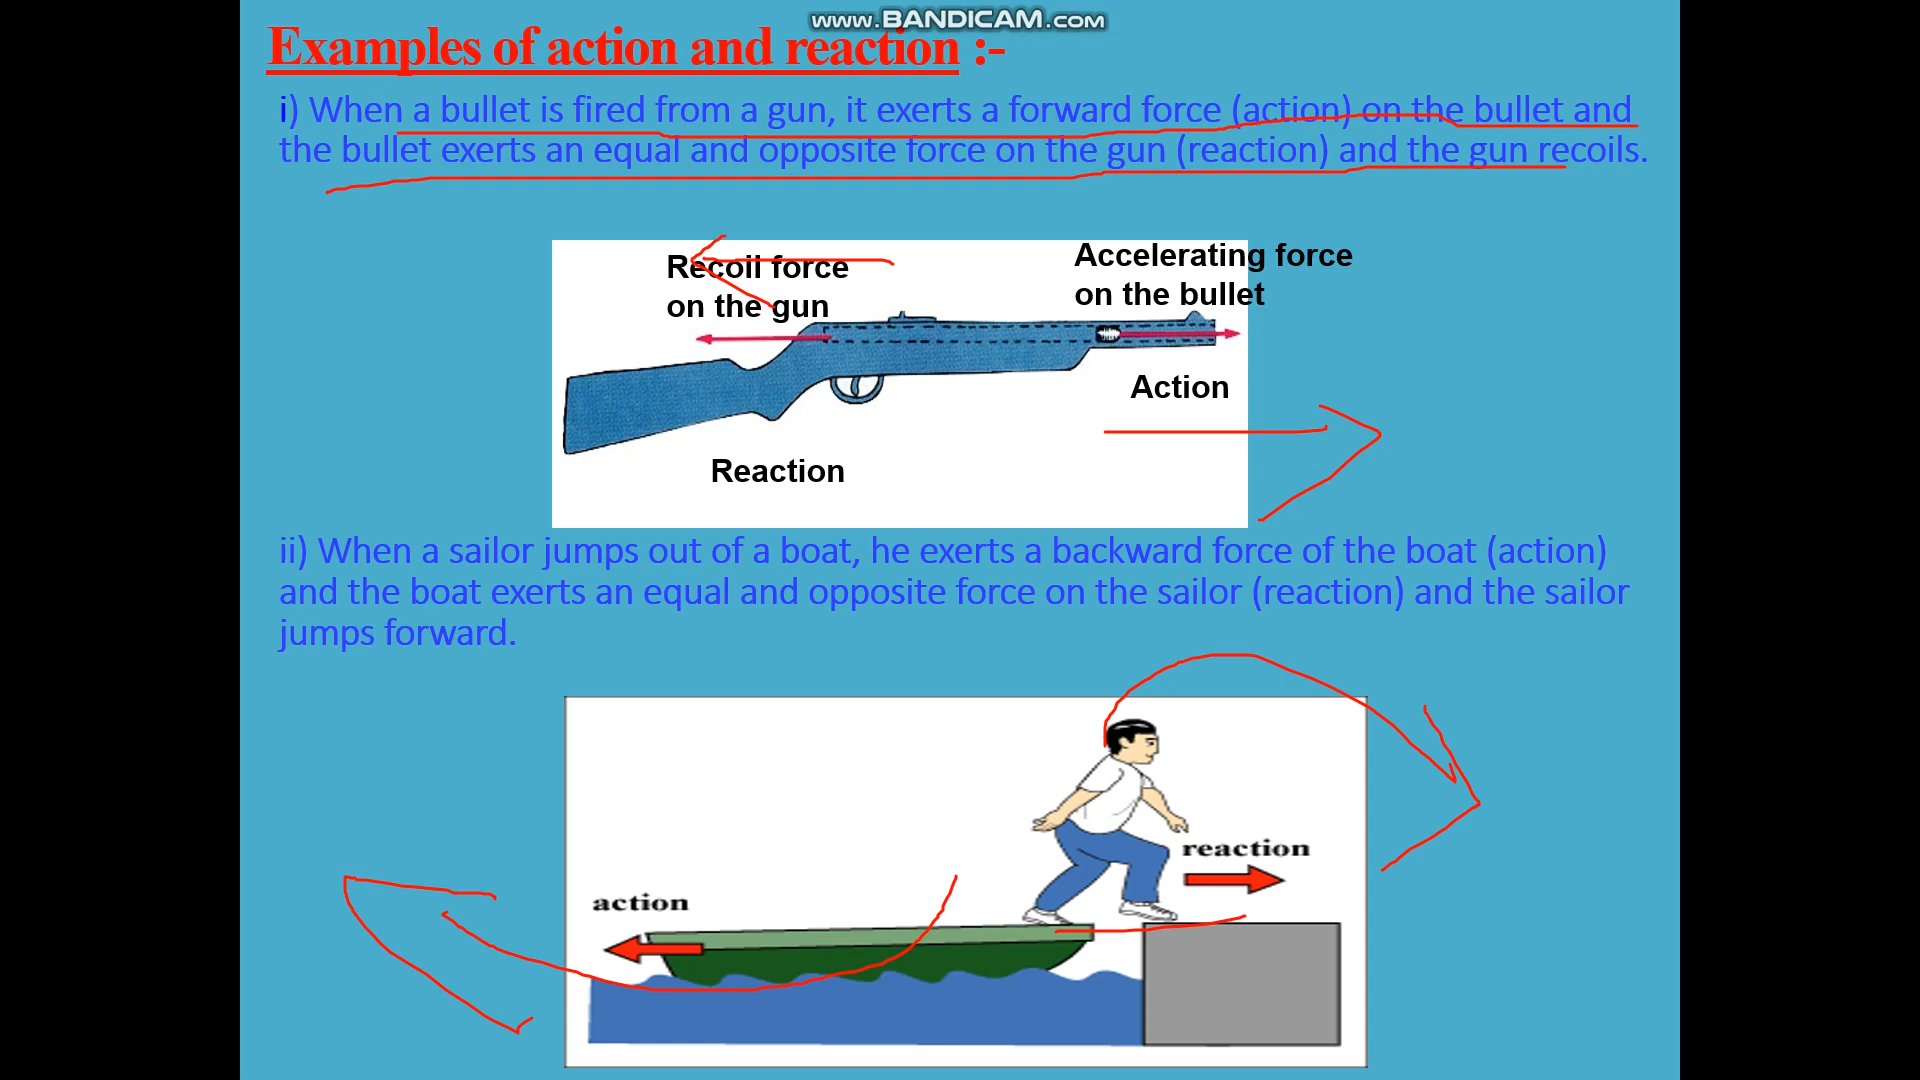 www.BANDICAM.com
Examples of action and reaction :-
i) When a bullet is fired from a gun, it exerts a forward force (action) on the bullet and
the bullet exerts an equal and opposite force on the gun (reaction) and the gun recoils.
Recoil force
on the gun
Accelerating force
on the bullet
Action
Reaction
ii) When a sailor jumps out of a boat, he exerts a backward force of the boat (action)
and the boat exerts an equal and opposite force on the sailor (reaction) and the sailor
jumps forward.
reaction
action